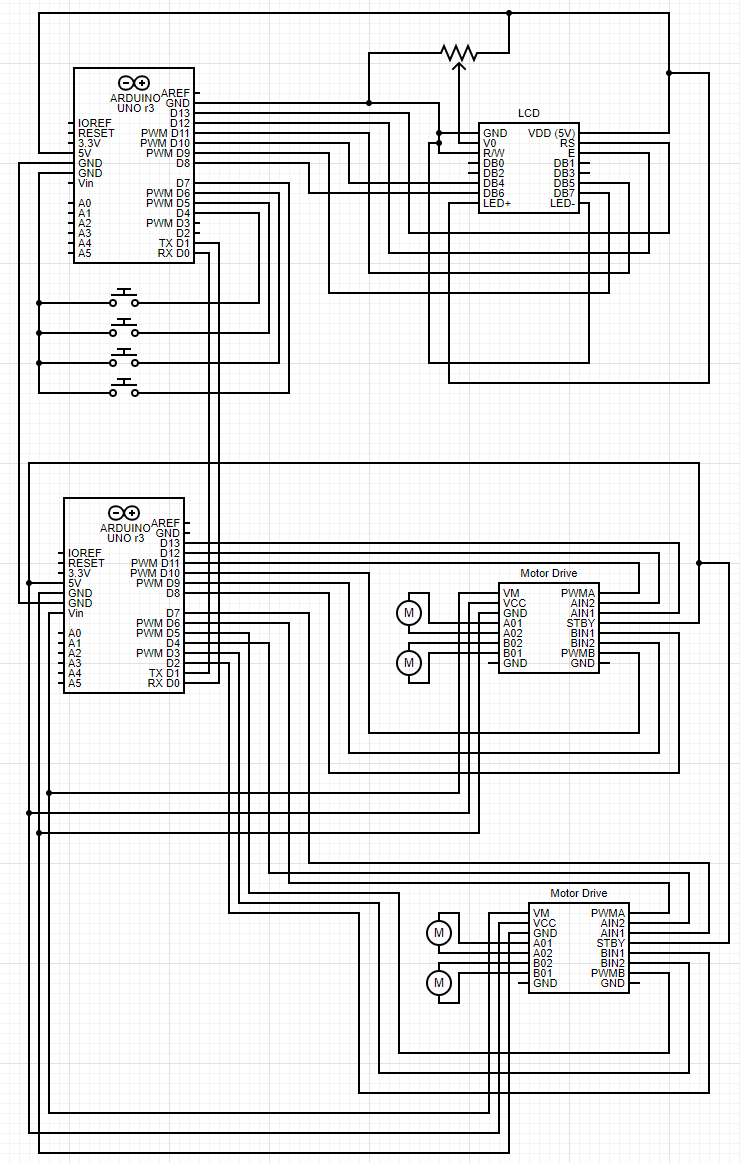 ARDUINO
UNO r3
AREF
GND
D13
IOREF D12
RESET PWM D11
3.3V PWM D10
5V PWM D9
GND D8
GND
Vin D7
PWM D6
A0 PWM D5
A1 D4
A2 PWM D3
A3 D2
A4 TX D1
A5 RX D0
LCD
GND VDD (5V)
V0 RS
R/W E
DB0 DB1
DB2 DB3
DB4 DB5
DB6 DB7
LED+ LED-
ARDUINO
UNO r3
AREF
GND
D13
IOREF D12
RESET PWM D11
3.3V PWM D10
5V PWM D9
GND D8
GND
Vin D7
PWM D6
A0 PWM D5
A1 D4
A2 PWM D3
A3 D2
A4 TX D1
A5 RX D0
Motor Drive
VM PWMA
VCC AIN2
GND AIN1
A01 STBY
A02 BIN1
B02 BIN2
B01 PWMB
GND GND
M
M
Motor Drive
VM PWMA
VCC AIN2
GND AIN1
A01 STBY
A02 BIN1
B02 BIN2
B01 PWMB
GND GND
M
M